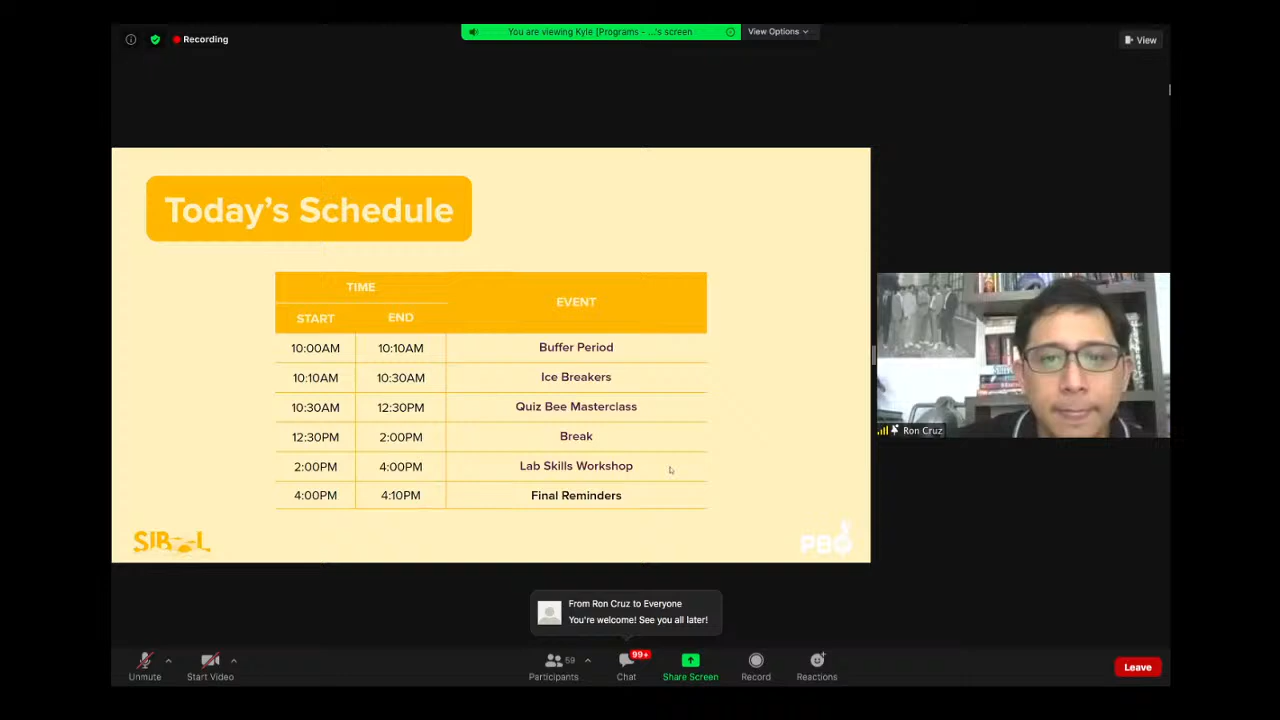 Recording
You are viewing Kyle [Programs - ...'s screen
View Options
View
Today's Schedule
TIME
EVENT
START
END
10:00AM
10:10AM
Buffer Period
10:10AM
10:30AM
Ice Breakers
10:30AM
12:30PM
Quiz Bee Masterclass
12:30PM
2:00PM
Break
2:00PM
4:00PM
Lab Skills Workshop
4:00PM
4:10PM
Final Reminders
SIBOL
PBO
Ron Cruz
From Ron Cruz to Everyone
You're welcome! See you all later!
59
99+
Unmute
Start Video
Participants
Chat
Share Screen
Record
Reactions
Leave